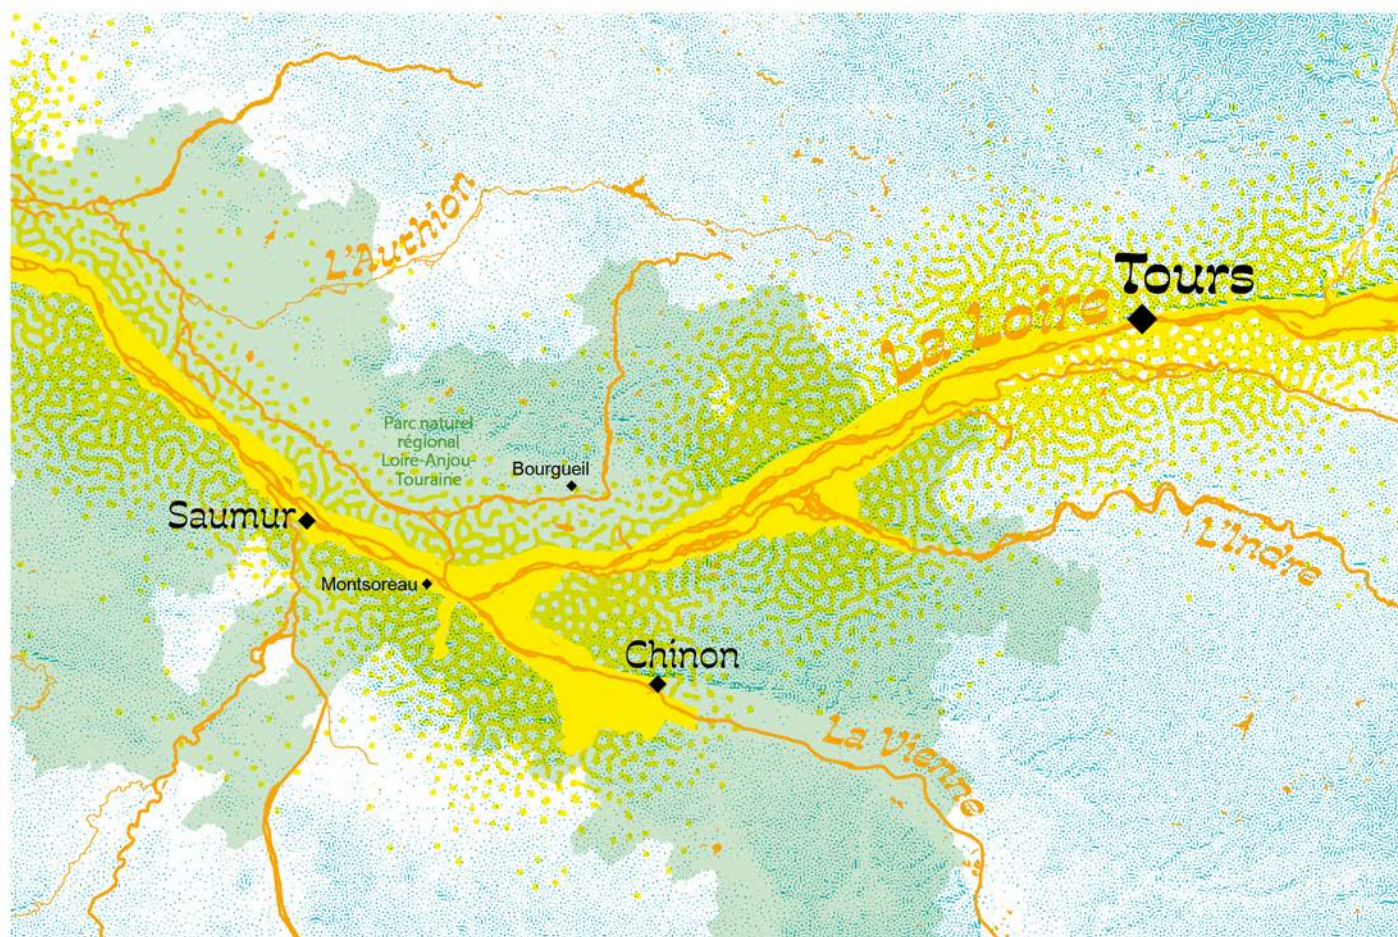 L'Authion
Tours
La Loire
Parc naturel
régional
Loire-Anjou-
Touraine
Bourgueil
Saumur
L'Indre
Montsoreau
Chinon
La Vienne